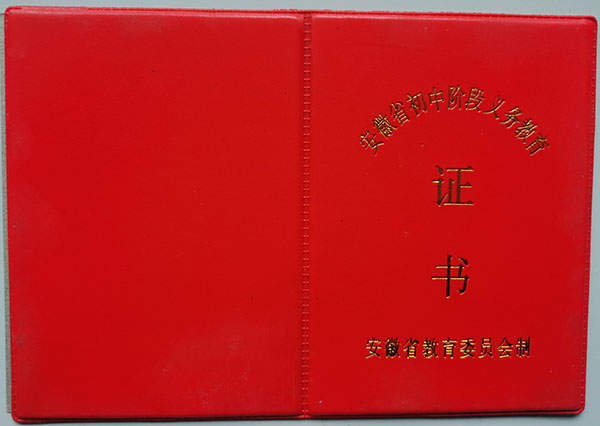 安徽省初中阶段义务教育
证
书
安徽省教育委员会制